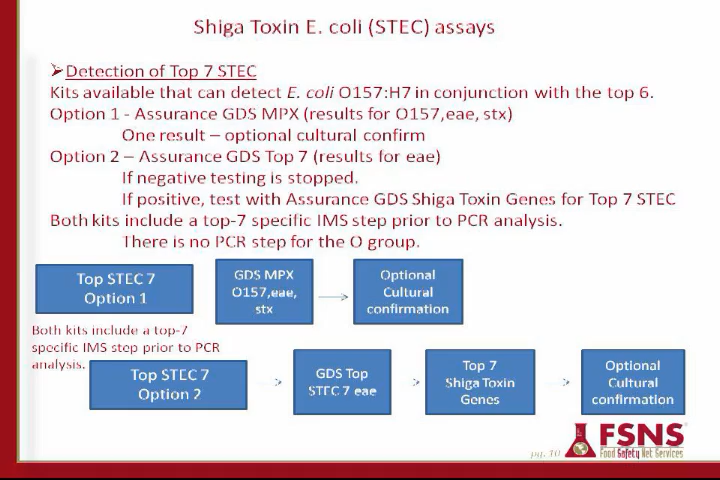 Shiga Toxin E. coli (STEC) assays
➢Detection of Top 7 STEC
Kits available that can detect E. coli O157:H7 in conjunction with the top 6.
Option 1 - Assurance GDS MPX (results for O157,eae, stx)
One result – optional cultural confirm
Option 2 – Assurance GDS Top 7 (results for eae)
If negative testing is stopped.
If positive, test with Assurance GDS Shiga Toxin Genes for Top 7 STEC
Both kits include a top-7 specific IMS step prior to PCR analysis.
There is no PCR step for the O group.
Top STEC 7
Option 1
GDS MPX
O157,eae,
stx
Optional
Cultural
confirmation
Both kits include a top-7
specific IMS step prior to PCR
analysis.
Top STEC 7
Option 2
GDS Top
STEC 7 eae
Top 7
Shiga Toxin
Genes
Optional
Cultural
confirmation
pg. 10
FSNS
Food Safety Net Services